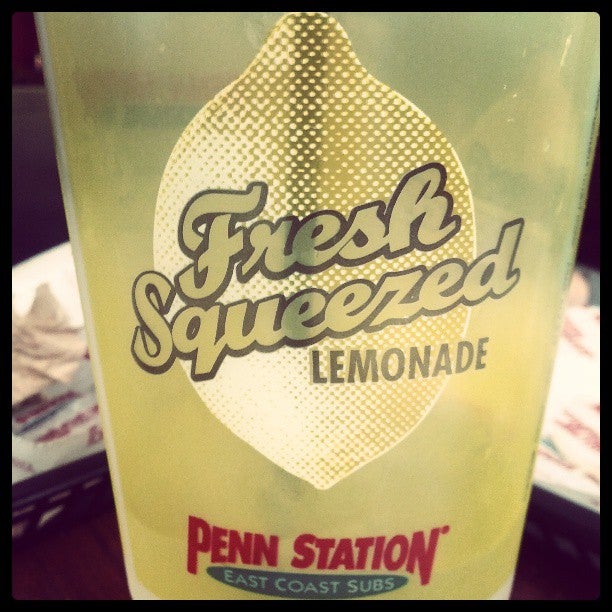 Fresh
Squeezed
LEMONADE
PENN STATION
EAST COAST SUBS